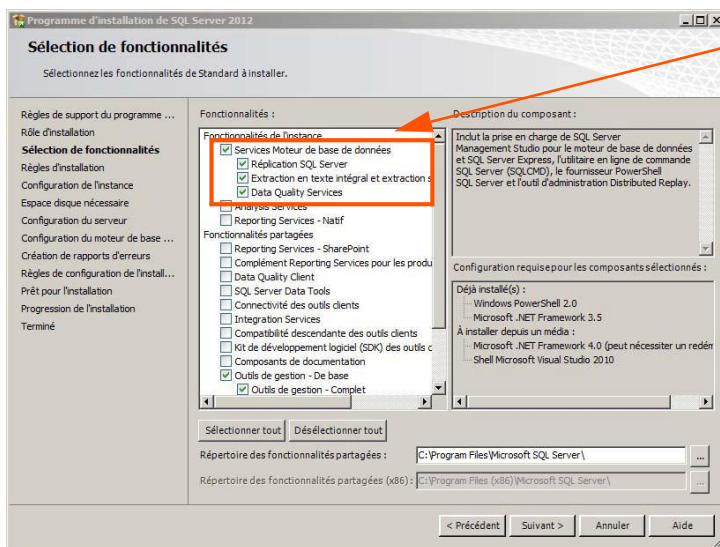 Programme d'installation de SQL Server 2012
Sélection de fonctionnalités
Sélectionnez les fonctionnalités de Standard à installer.
Règles de support du programme ...
Rôle d'installation
Sélection de fonctionnalités
Règles d'installation
Configuration de l'instance
Espace disque nécessaire
Configuration du serveur
Configuration du moteur de base ...
Création de rapports d'erreurs
Règles de configuration de l'install...
Prêt pour l'installation
Progression de l'installation
Terminé
Fonctionnalités :
Fonctionnalités de l'instance
Services Moteur de base de données
Réplication SQL Server
Extraction en texte intégral et extraction s
Data Quality Services
Analysis Services
Reporting Services - Natif
Fonctionnalités partagées
Reporting Services - SharePoint
Complément Reporting Services pour les produ
Data Quality Client
SQL Server Data Tools
Connectivité des outils clients
Integration Services
Compatibilité descendante des outils clients
Kit de développement logiciel (SDK) des outils c
Composants de documentation
Outils de gestion - De base
Outils de gestion - Complet
Description du composant :
Inclut la prise en charge de SQL Server
Management Studio pour le moteur de base de données
et SQL Server Express, l'utilitaire en ligne de commande
SQL Server (SQLCMD), le fournisseur PowerShell
SQL Server et l'outil d'administration Distributed Replay.
Configuration requise pour les composants sélectionnés :
Déjà installé(s) :
Windows PowerShell 2.0
Microsoft .NET Framework 3.5
À installer depuis un média :
Microsoft .NET Framework 4.0 (peut nécessiter un redém
Shell Microsoft Visual Studio 2010
Sélectionner tout
Désélectionner tout
Répertoire des fonctionnalités partagées :
C:\Program Files\Microsoft SQL Server\
...
Répertoire des fonctionnalités partagées (x86) :
C:\Program Files (x86)\Microsoft SQL Server\
...
< Précédent
Suivant >
Annuler
Aide